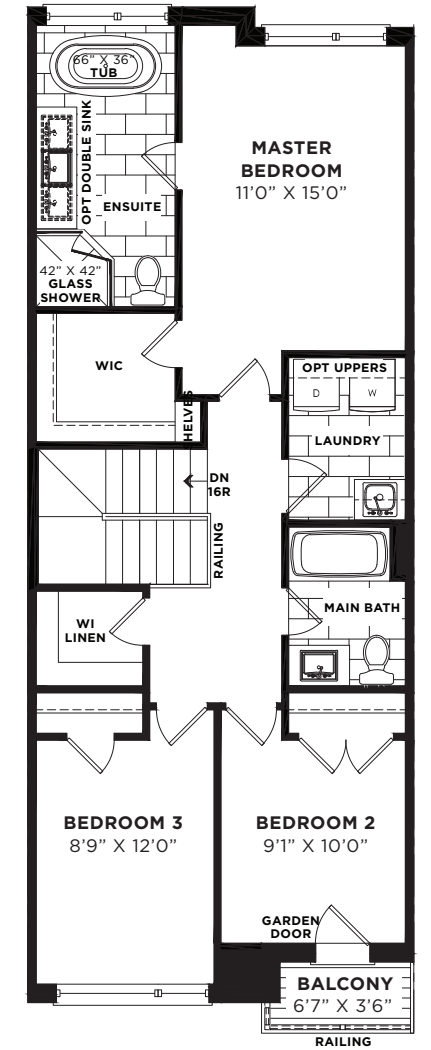 66" X 36"
TUB
OPT DOUBLE SINK
ENSUITE
MASTER
BEDROOM
11'0" X 15'0"
42" X 42"
GLASS
SHOWER
WIC
HELVES
OPT UPPERS
D
W
LAUNDRY
DN
16R
RAILING
WI
LINEN
MAIN BATH
BEDROOM 3
8'9" X 12'0"
BEDROOM 2
9'1" X 10'0"
GARDEN
DOOR
BALCONY
6'7" X 3'6"
RAILING